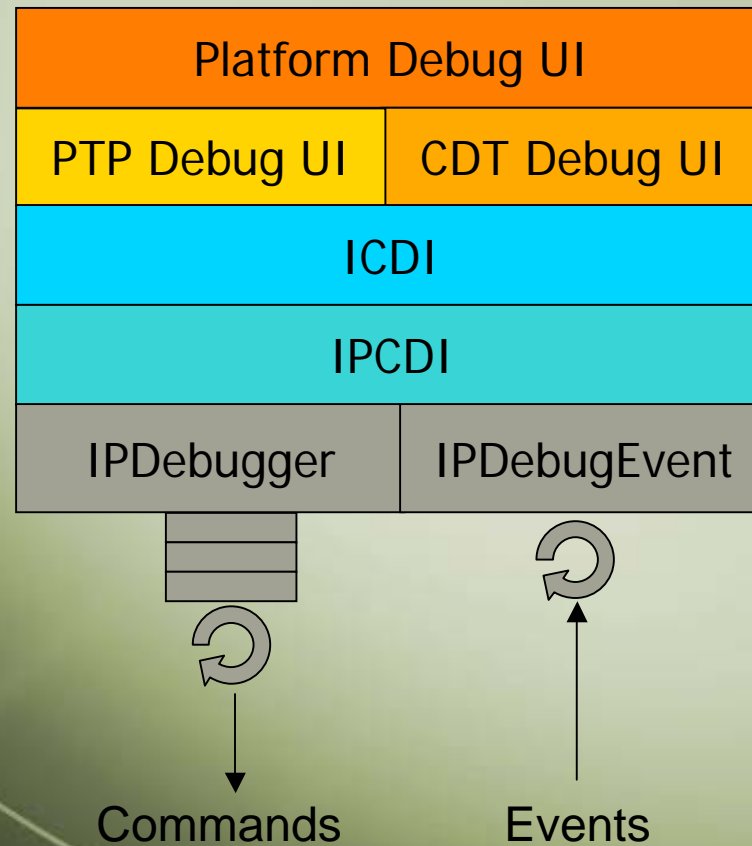 Platform Debug UI
PTP Debug UI
CDT Debug UI
ICDI
IPCDI
IPDebugger
IPDebugEvent
Commands
Events